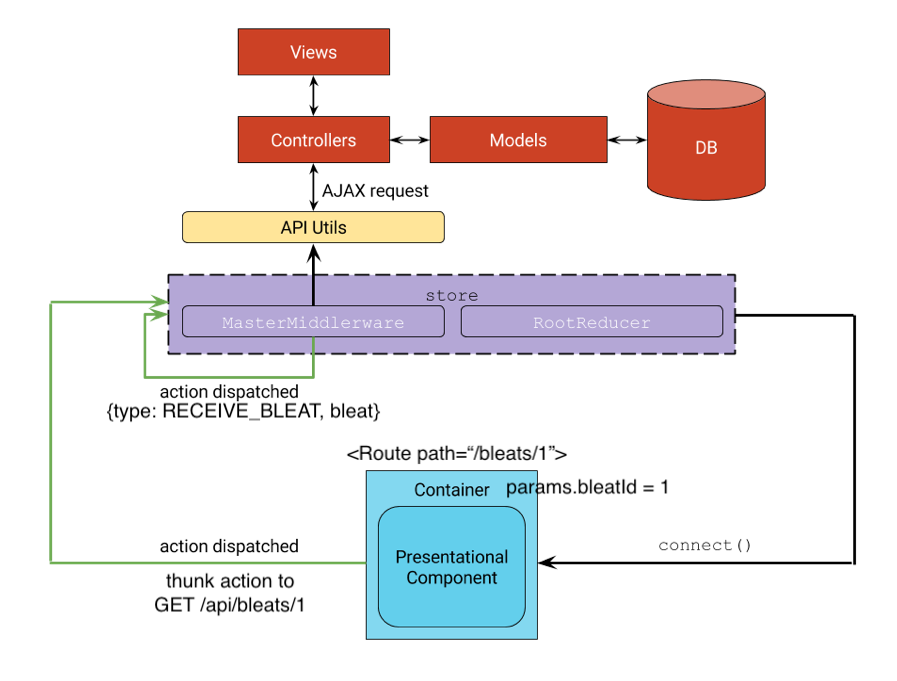 Views
Controllers
Models
DB
AJAX request
API Utils
store
MasterMiddlerware
RootReducer
action dispatched
{type: RECEIVE_BLEAT, bleat}
<Route path=“/bleats/1”>
Container
params.bleatId = 1
Presentational
Component
connect()
action dispatched
thunk action to
GET /api/bleats/1